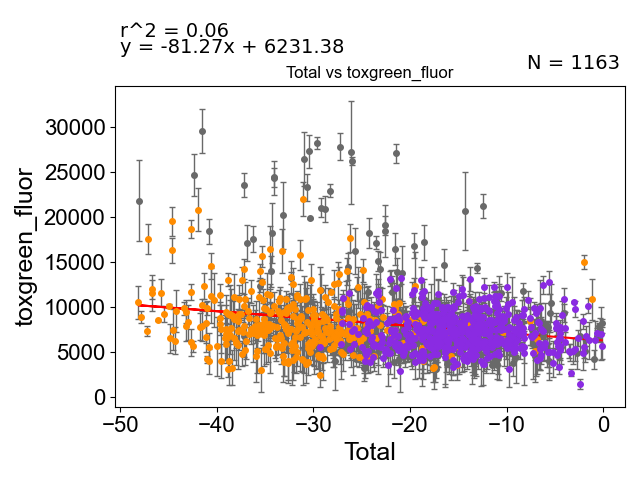 r^2 = 0.06
y = -81.27x + 6231.38
N = 1163
Total vs toxgreen_fluor
30000
25000
20000
15000
10000
5000
0
toxgreen_fluor
−50
−40
−30
−20
−10
0
Total